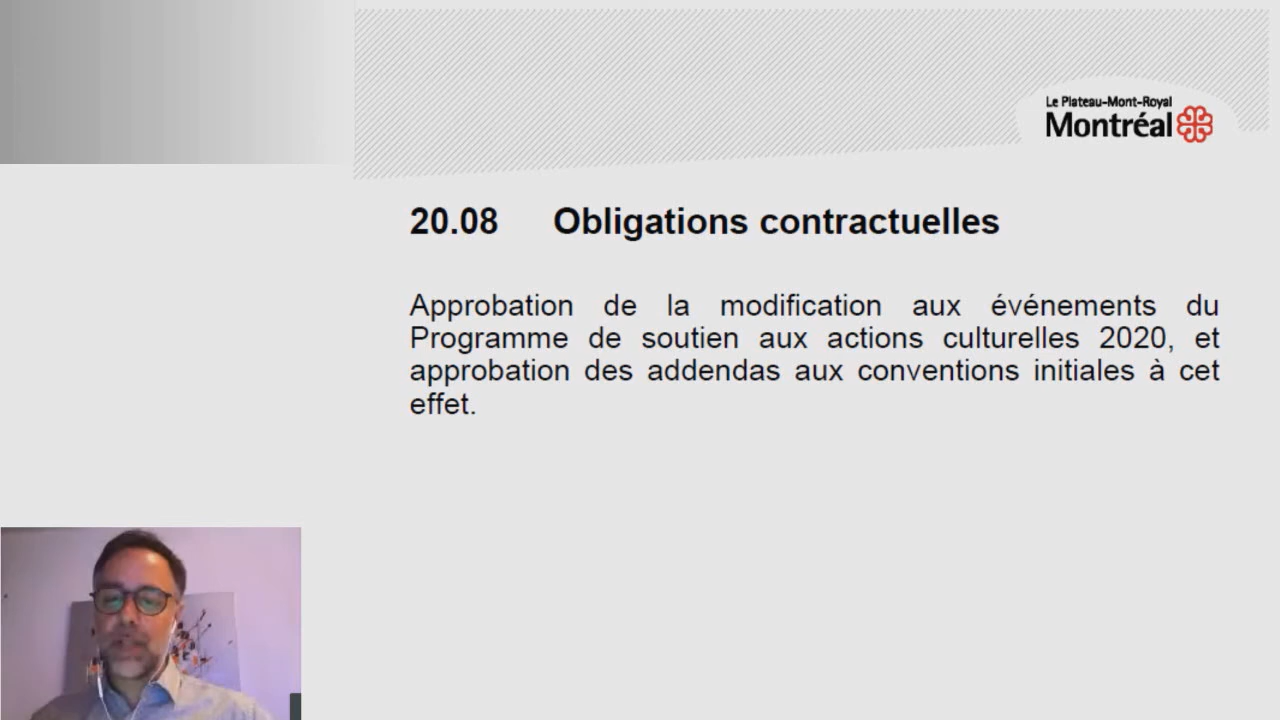 Le Plateau-Mont-Royal
Montréal
20.08 Obligations contractuelles
Approbation de la modification aux événements du
Programme de soutien aux actions culturelles 2020, et
approbation des addendas aux conventions initiales à cet
effet.